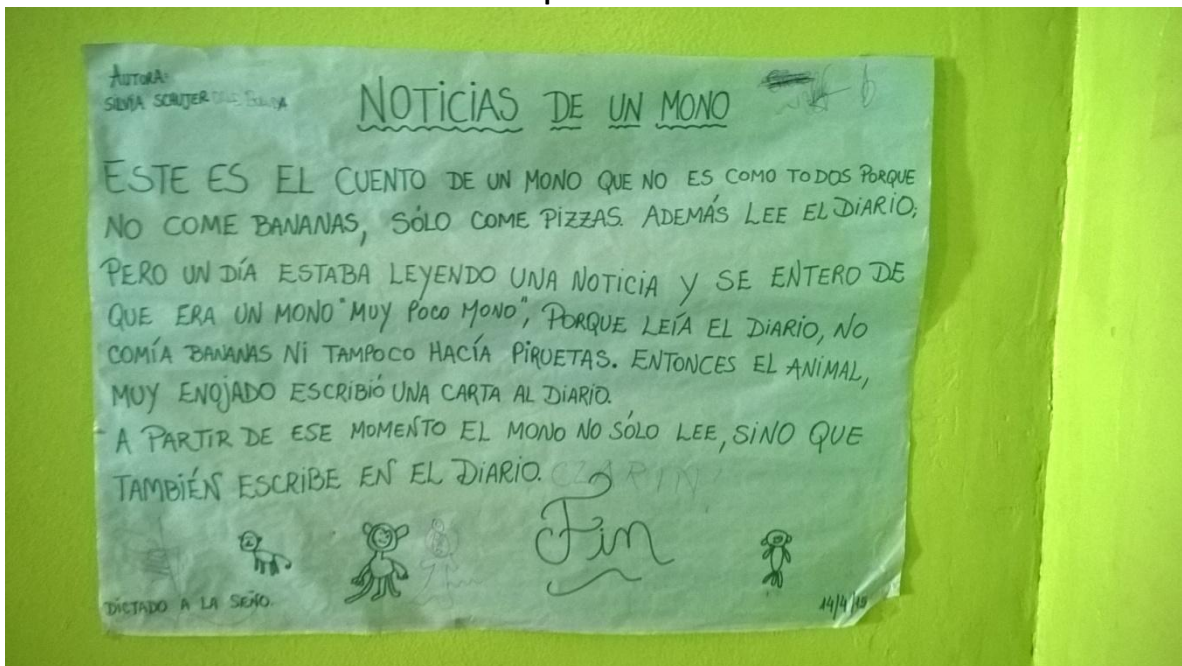 AUTORA:
SILVIA SCHUJER
NOTICIAS DE UN MONO
ESTE ES EL CUENTO DE UN MONO QUE NO ES COMO TODOS PORQUE
NO COME BANANAS, SÓLO COME PIZZAS. ADEMÁS LEE EL DIARIO;
PERO UN DÍA ESTABA LEYENDO UNA NOTICIA Y SE ENTERO DE
QUE ERA UN MONO "MUY POCO MONO", PORQUE LEÍA EL DIARIO, NO
COMÍA BANANAS NI TAMPOCO HACÍA PIRUETAS. ENTONCES EL ANIMAL,
MUY ENOJADO ESCRIBIÓ UNA CARTA AL DIARIO.
A PARTIR DE ESE MOMENTO EL MONO NO SÓLO LEE, SINO QUE
TAMBIÉN ESCRIBE EN EL DIARIO.
Fin
DICTADO A LA SEÑO.
14/4/